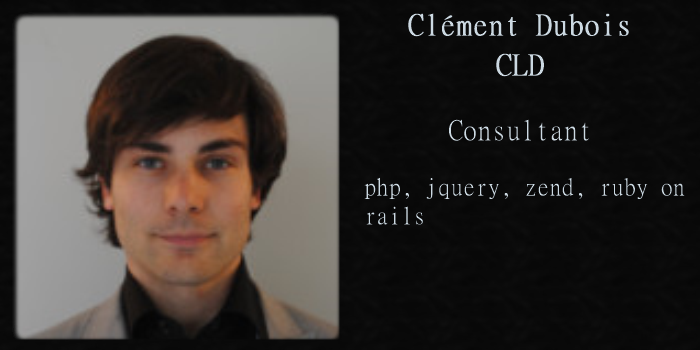 Clément Dubois
CLD
Consultant
php, jquery, zend, ruby on
rails